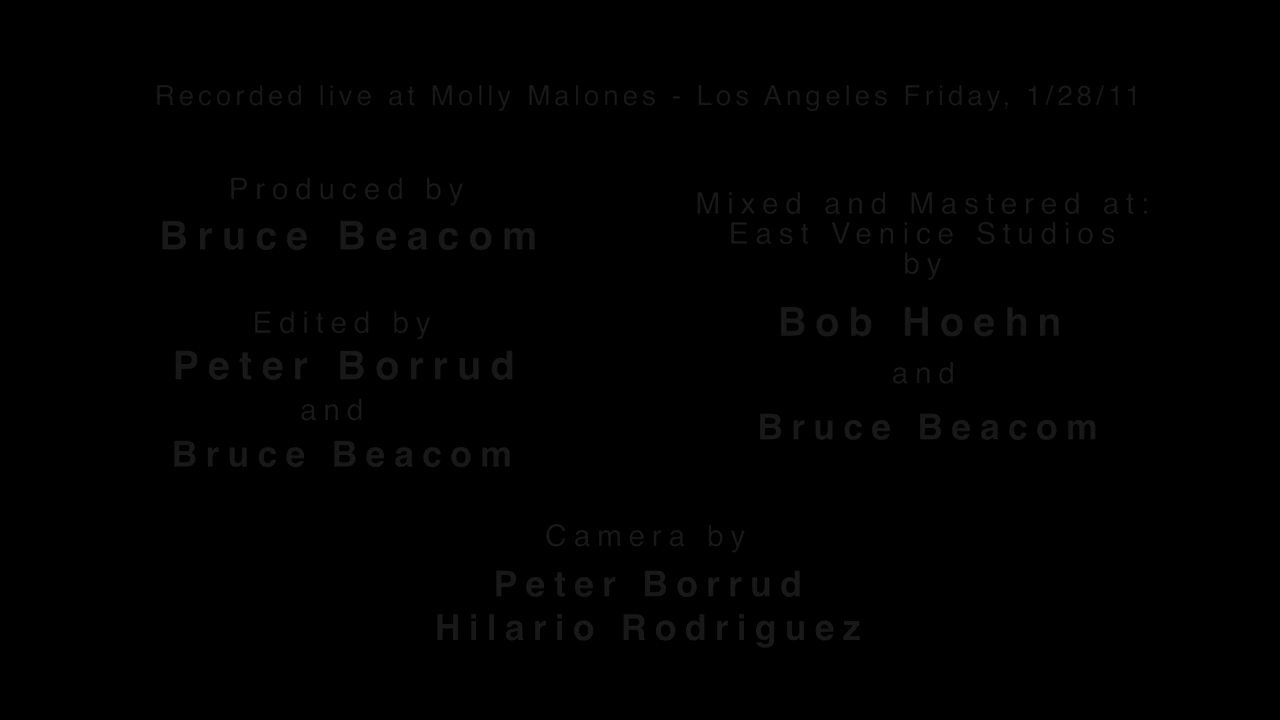 Recorded live at Molly Malones - Los Angeles Friday, 1/28/11
Produced by
Bruce Beacom
Edited by
Peter Borrud
and
Bruce Beacom
Mixed and Mastered at:
East Venice Studios
by
Bob Hoehn
and
Bruce Beacom
Camera by
Peter Borrud
Hilario Rodriguez